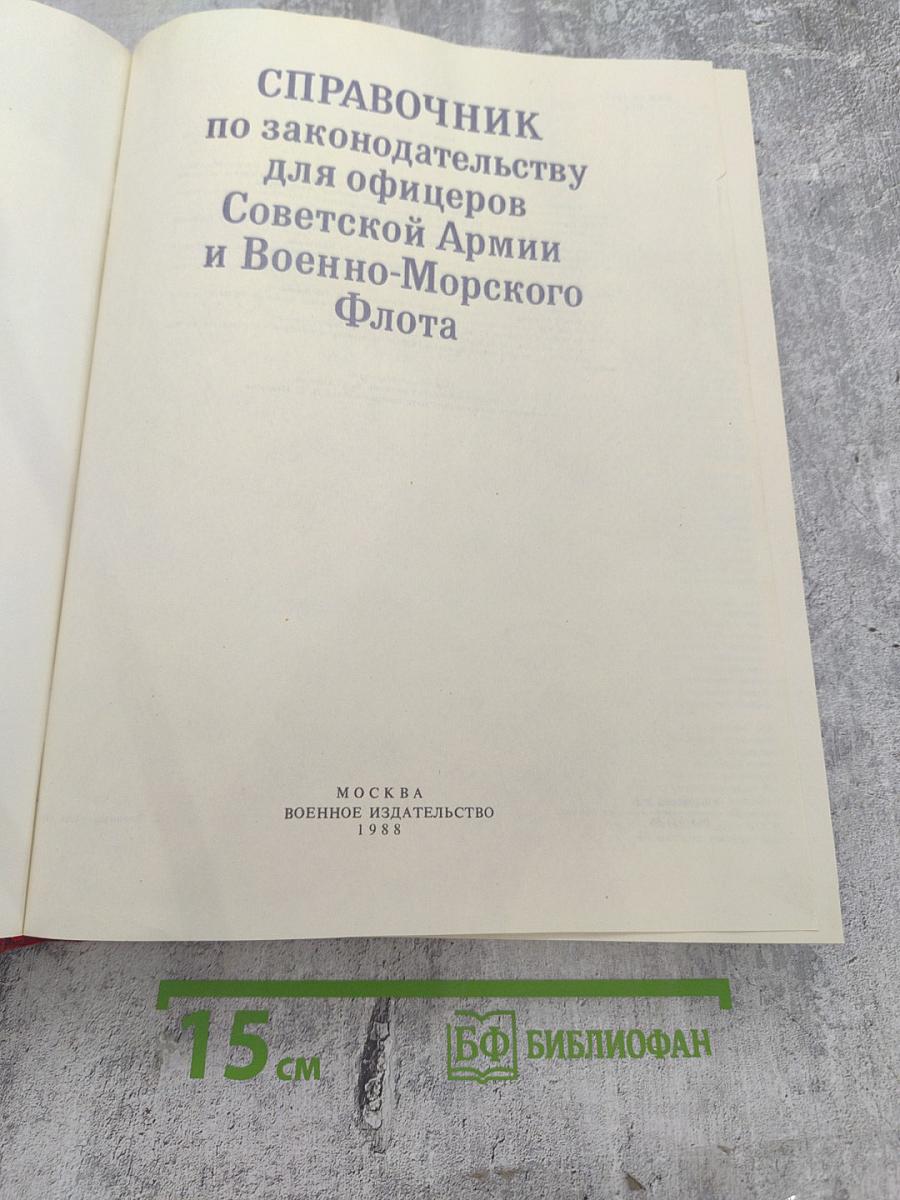 СПРАВОЧНИК
по законодательству
для офицеров
Советской Армии
и Военно-Морского
Флота
МОСКВА
ВОЕННОЕ ИЗДАТЕЛЬСТВО
1988
15 см
БФ БИБЛИОФАН